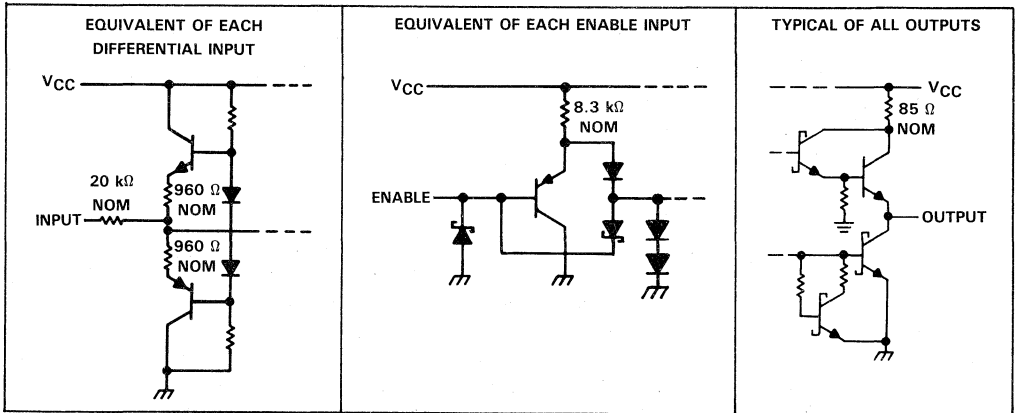 EQUIVALENT OF EACH
DIFFERENTIAL INPUT
VCC
20 kΩ
NOM
960 Ω
NOM
INPUT
960 Ω
NOM
EQUIVALENT OF EACH ENABLE INPUT
VCC
8.3 kΩ
NOM
ENABLE
TYPICAL OF ALL OUTPUTS
VCC
85 Ω
NOM
OUTPUT